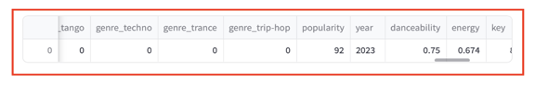 _tango genre_techno genre_trance genre_trip-hop popularity year danceability energy key
0 0 0 0 0 92 2023 0.75 0.674